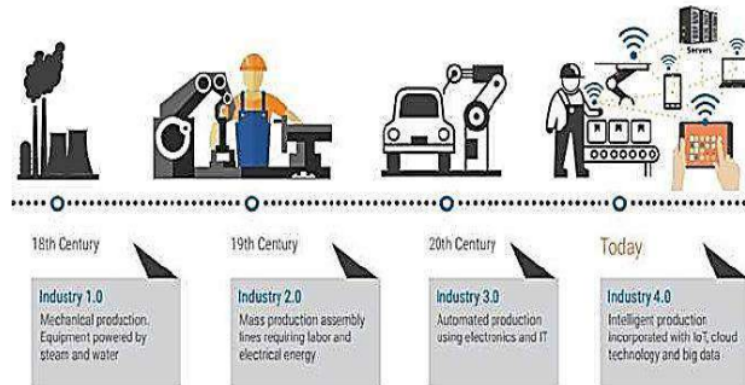 Servers
18th Century
19th Century
20th Century
Today
Industry 1.0
Mechanical production.
Equipment powered by
steam and water
Industry 2.0
Mass production assembly
lines requiring labor and
electrical energy
Industry 3.0
Automated production
using electronics and IT
Industry 4.0
Intelligent production
incorporated with IoT, cloud
technology and big data